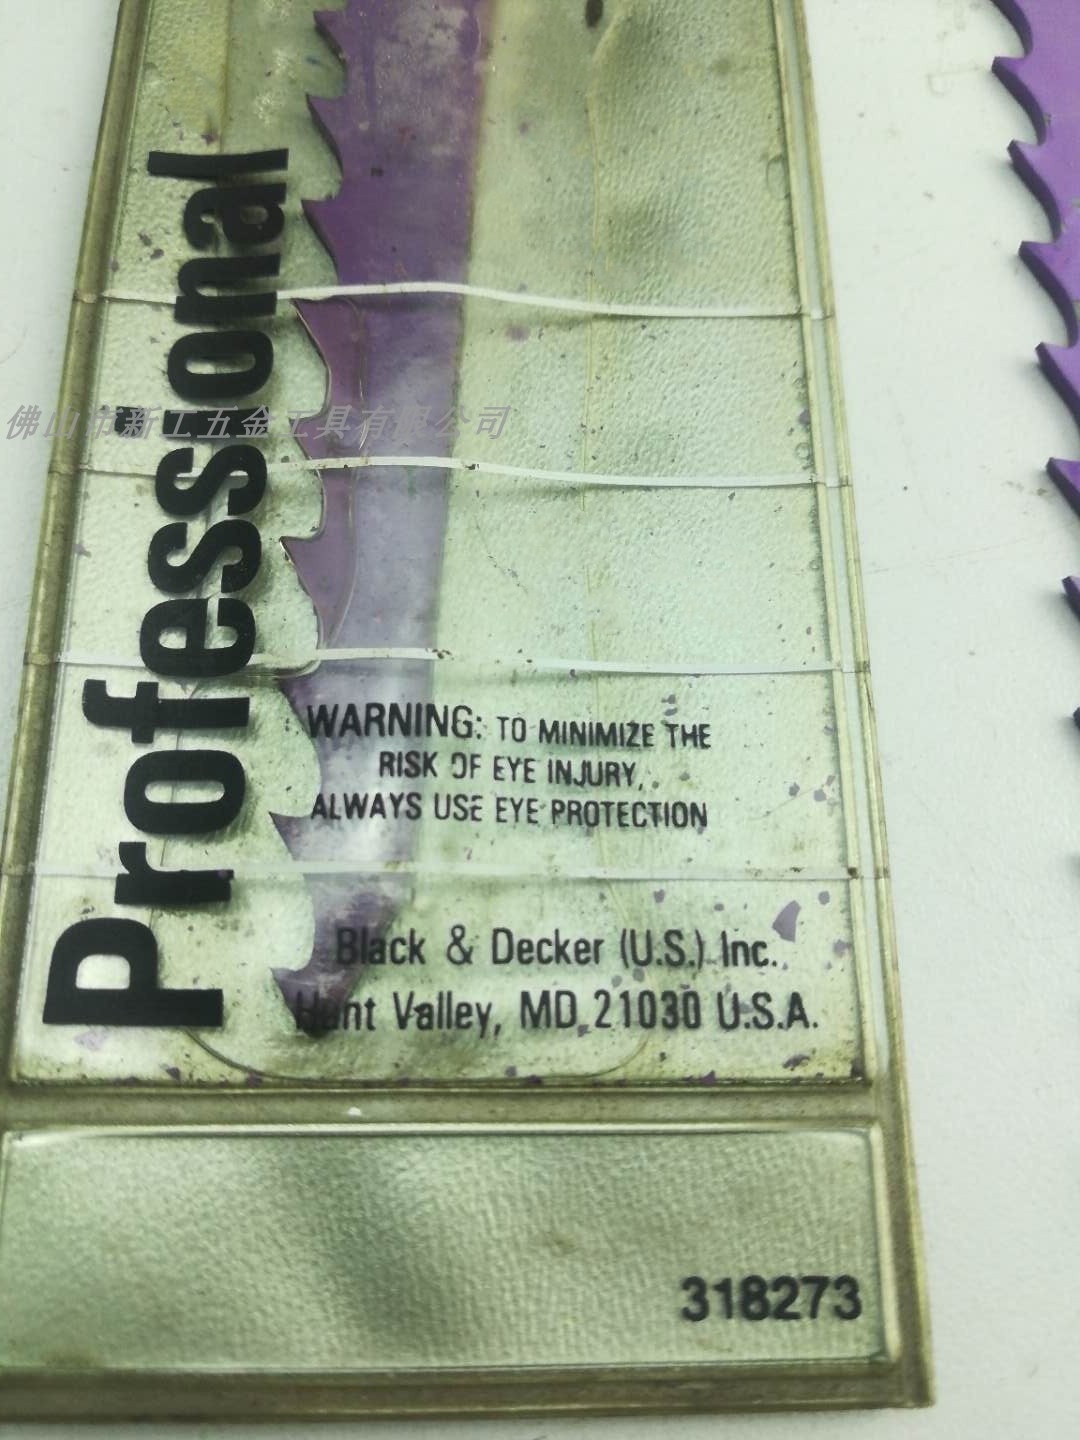 Professional
佛山市新工五金工具有限公司
WARNING: TO MINIMIZE THE
RISK OF EYE INJURY,
ALWAYS USE EYE PROTECTION
Black & Decker (U.S.) Inc.
Hunt Valley, MD 21030 U.S.A.
318273